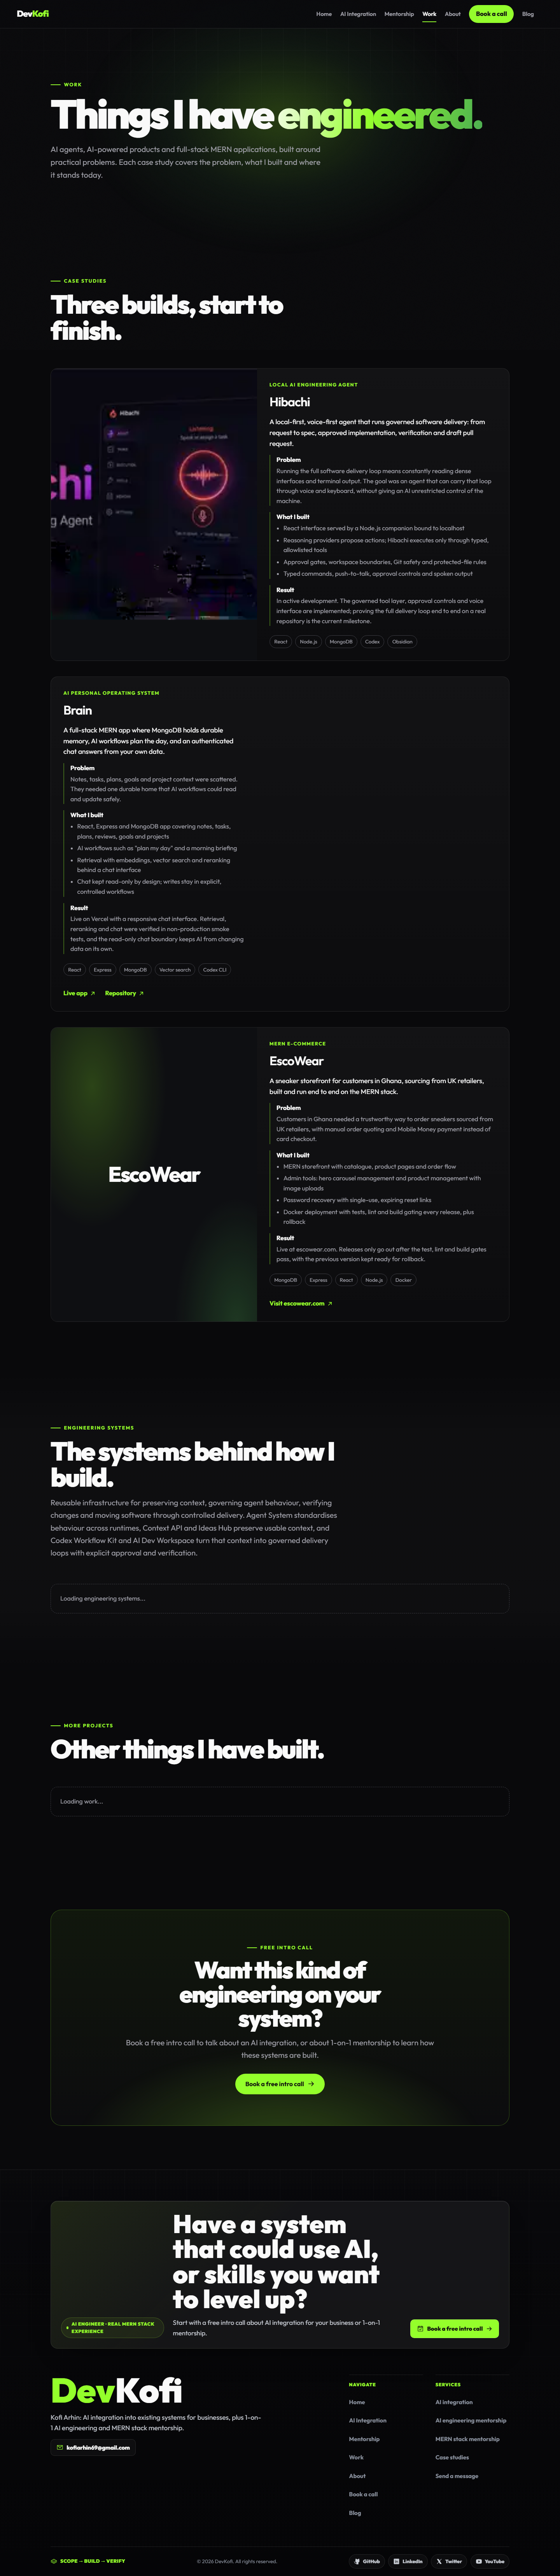 DevKofi
Home AI Integration Mentorship Work About Book a call Blog
WORK
Things I have engineered.
AI agents, AI-powered products and full-stack MERN applications, built around
practical problems. Each case study covers the problem, what I built and where
it stands today.
CASE STUDIES
Three builds, start to
finish.
Hibachi
Listening
LOCAL AI ENGINEERING AGENT
Hibachi
A local-first, voice-first agent that runs governed software delivery: from
request to spec, approved implementation, verification and draft pull
request.
Problem
Running the full software delivery loop means constantly reading dense
interfaces and terminal output. The goal was an agent that can carry that loop
through voice and keyboard, without giving an AI unrestricted control of the
machine.
What I built
React interface served by a Node.js companion bound to localhost
Reasoning providers propose actions; Hibachi executes only through typed,
allowlisted tools
Approval gates, workspace boundaries, Git safety and protected-file rules
Typed commands, push-to-talk, approval controls and spoken output
Result
In active development. The governed tool layer, approval controls and voice
interface are implemented; proving the full delivery loop end to end on a real
repository is the current milestone.
React Node.js MongoDB Codex Obsidian
AI PERSONAL OPERATING SYSTEM
Brain
A full-stack MERN app where MongoDB holds durable
memory, AI workflows plan the day, and an authenticated
chat answers from your own data.
Problem
Notes, tasks, plans, goals and project context were scattered.
They needed one durable home that AI workflows could read
and update safely.
What I built
React, Express and MongoDB app covering notes, tasks,
plans, reviews, goals and projects
AI workflows such as "plan my day" and a morning briefing
Retrieval with embeddings, vector search and reranking
behind a chat interface
Chat kept read-only by design; writes stay in explicit,
controlled workflows
Result
Live on Vercel with a responsive chat interface. Retrieval,
reranking and chat were verified in non-production smoke
tests, and the read-only chat boundary keeps AI from changing
data on its own.
React Express MongoDB Vector search Codex CLI
Live app Repository
EscoWear
MERN E-COMMERCE
EscoWear
A sneaker storefront for customers in Ghana, sourcing from UK retailers,
built and run end to end on the MERN stack.
Problem
Customers in Ghana needed a trustworthy way to order sneakers sourced from
UK retailers, with manual order quoting and Mobile Money payment instead of
card checkout.
What I built
MERN storefront with catalogue, product pages and order flow
Admin tools: hero carousel management and product management with
image uploads
Password recovery with single-use, expiring reset links
Docker deployment with tests, lint and build gating every release, plus
rollback
Result
Live at escowear.com. Releases only go out after the test, lint and build gates
pass, with the previous version kept ready for rollback.
MongoDB Express React Node.js Docker
Visit escowear.com
ENGINEERING SYSTEMS
The systems behind how I
build.
Reusable infrastructure for preserving context, governing agent behaviour, verifying
changes and moving software through controlled delivery. Agent System standardises
behaviour across runtimes, Context API and Ideas Hub preserve usable context, and
Codex Workflow Kit and AI Dev Workspace turn that context into governed delivery
loops with explicit approval and verification.
Loading engineering systems...
MORE PROJECTS
Other things I have built.
Loading work...
FREE INTRO CALL
Want this kind of
engineering on your
system?
Book a free intro call to talk about an AI integration, or about 1-on-1 mentorship to learn how
these systems are built.
Book a free intro call
Have a system
that could use AI,
or skills you want
to level up?
AI ENGINEER · REAL MERN STACK
EXPERIENCE
Start with a free intro call about AI integration for your business or 1-on-1
mentorship.
Book a free intro call
DevKofi
Kofi Arhin: AI integration into existing systems for businesses, plus 1-on-
1 AI engineering and MERN stack mentorship.
kofiarhin69@gmail.com
NAVIGATE
Home
AI Integration
Mentorship
Work
About
Book a call
Blog
SERVICES
AI integration
AI engineering mentorship
MERN stack mentorship
Case studies
Send a message
SCOPE → BUILD → VERIFY
© 2026 DevKofi. All rights reserved.
GitHub LinkedIn Twitter YouTube